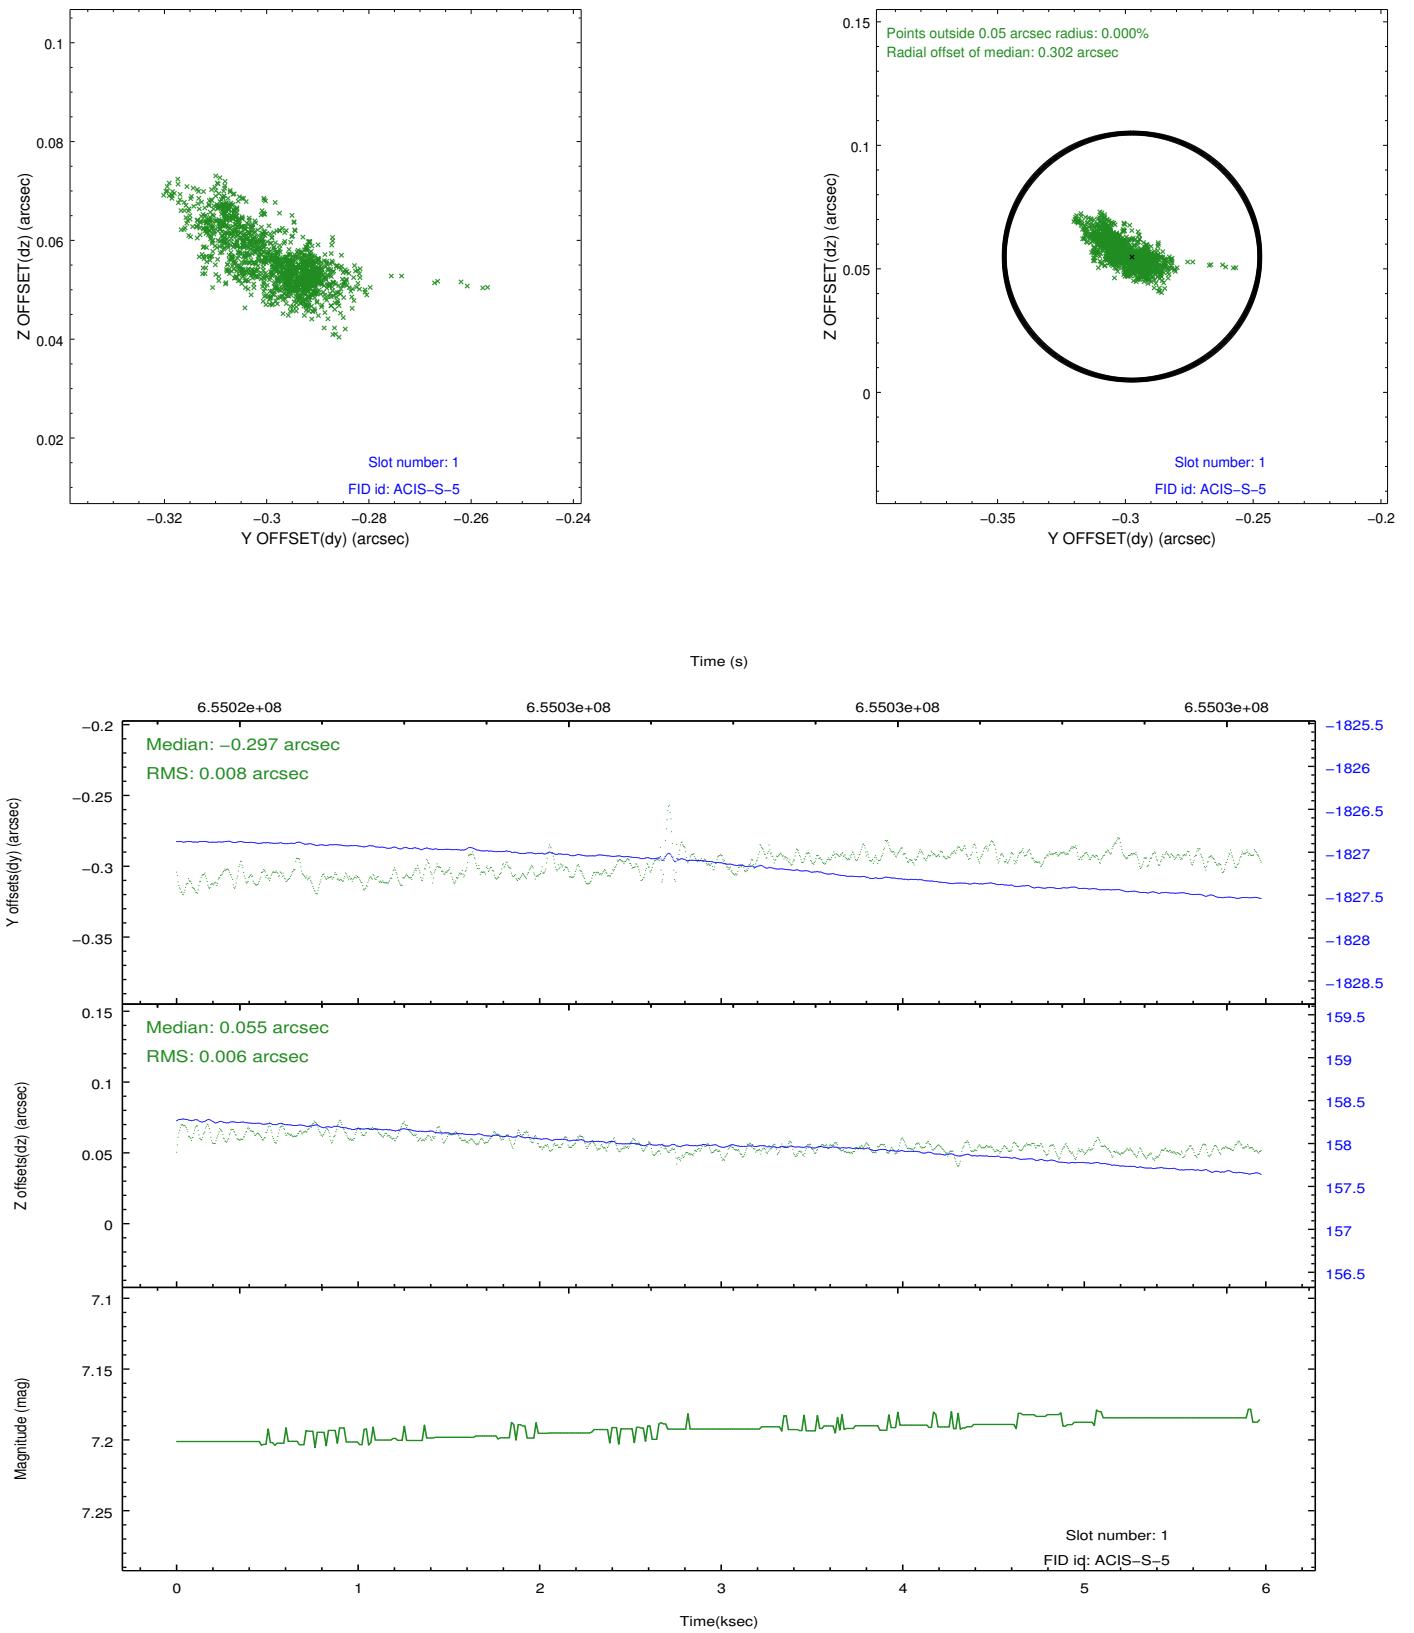 0.1
0.08
0.06
0.04
0.02
Z OFFSET(dz) (arcsec)
Slot number: 1
FID id: ACIS−S−5
−0.32
−0.3
−0.28
−0.26
−0.24
Y OFFSET(dy) (arcsec)
Points outside 0.05 arcsec radius: 0.000%
Radial offset of median: 0.302 arcsec
0.15
0.1
0.05
0
Z OFFSET(dz) (arcsec)
Slot number: 1
FID id: ACIS−S−5
−0.35
−0.3
−0.25
−0.2
Y OFFSET(dy) (arcsec)
Time (s)
6.5502e+08
6.5503e+08
6.5503e+08
6.5503e+08
Median: −0.297 arcsec
RMS: 0.008 arcsec
−0.2
−0.25
−0.3
−0.35
Y offsets(dy) (arcsec)
−1825.5
−1826
−1826.5
−1827
−1827.5
−1828
−1828.5
Median: 0.055 arcsec
RMS: 0.006 arcsec
0.15
0.1
0.05
0
Z offsets(dz) (arcsec)
159.5
159
158.5
158
157.5
157
156.5
7.1
7.15
7.2
7.25
Magnitude (mag)
Slot number: 1
FID id: ACIS−S−5
0
1
2
3
4
5
6
Time(ksec)